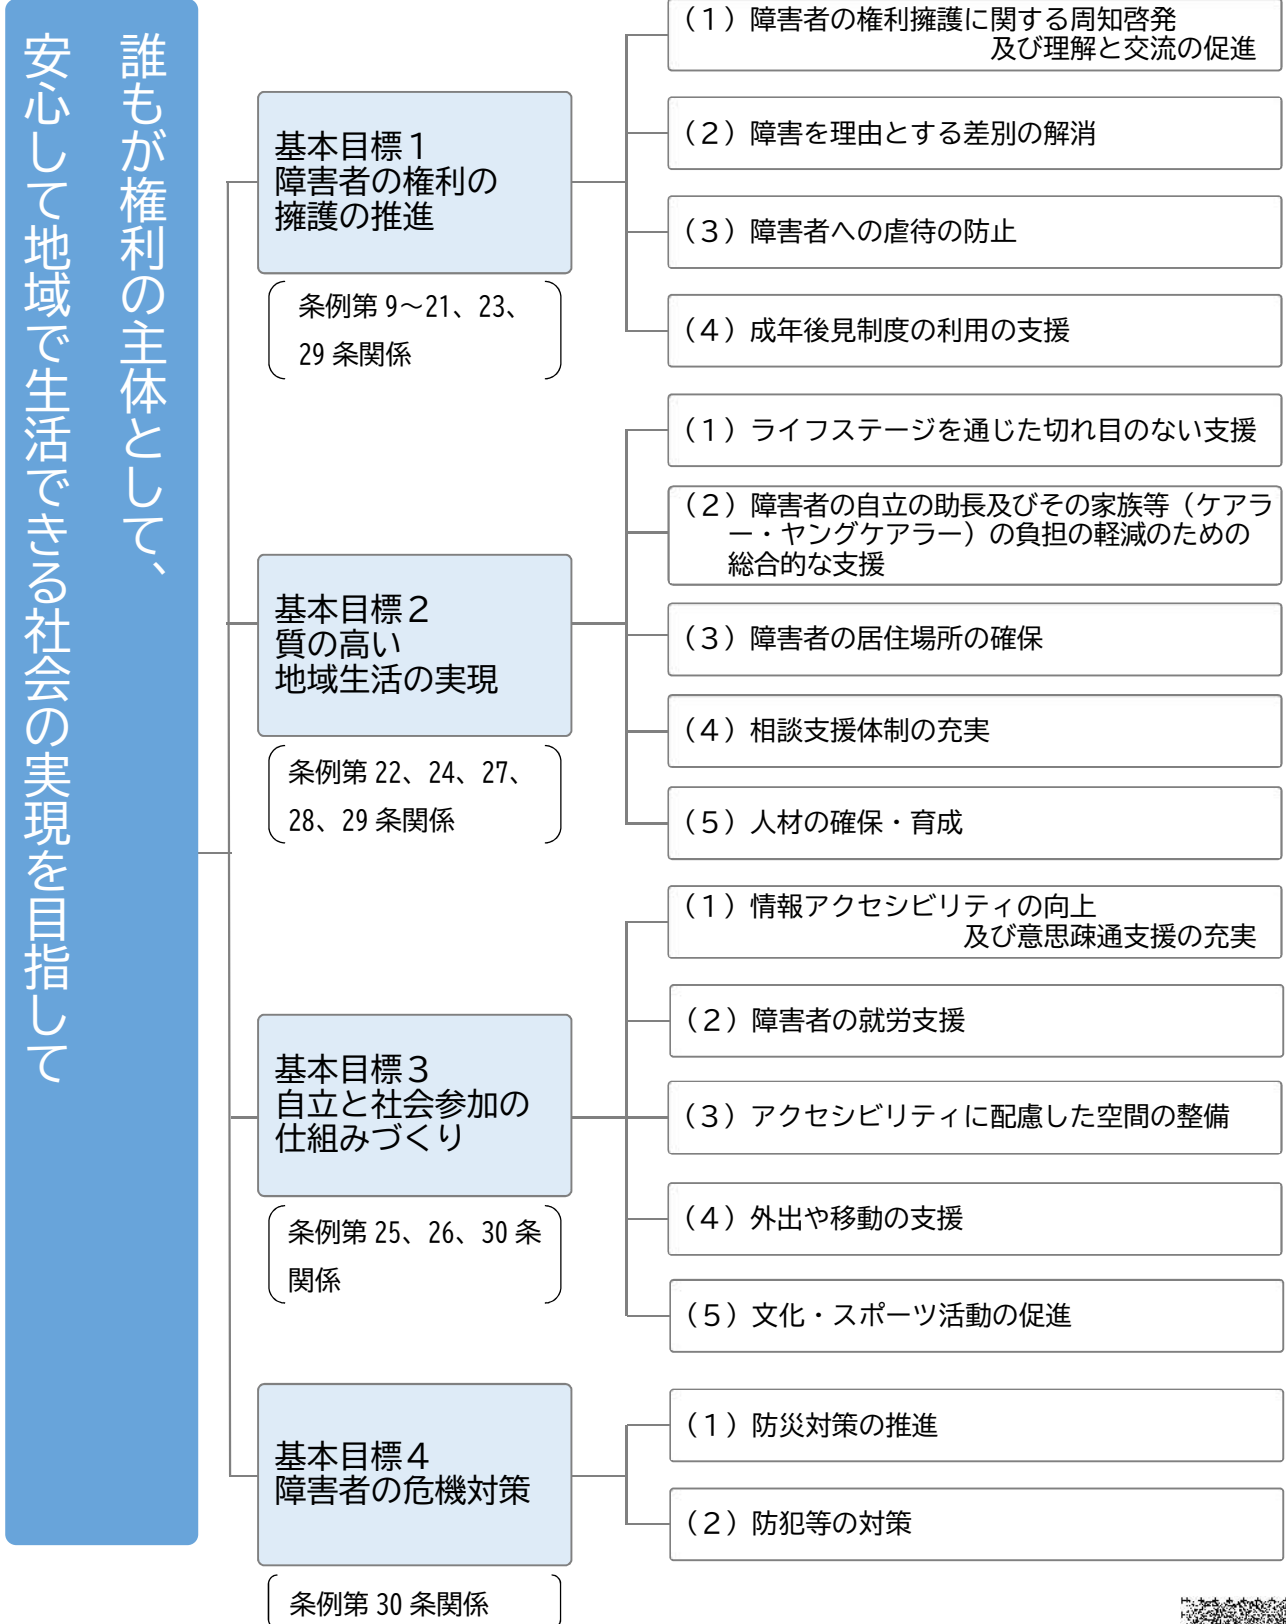 誰もが権利の主体として、
安心して地域で生活できる社会の実現を目指して
基本目標１
障害者の権利の
擁護の推進
条例第 9～21、23、
29 条関係
（１）障害者の権利擁護に関する周知啓発
及び理解と交流の促進
（２）障害を理由とする差別の解消
（３）障害者への虐待の防止
（４）成年後見制度の利用の支援
基本目標２
質の高い
地域生活の実現
条例第 22、24、27、
28、29 条関係
（１）ライフステージを通じた切れ目のない支援
（２）障害者の自立の助長及びその家族等（ケアラ
ー・ヤングケアラー）の負担の軽減のための
総合的な支援
（３）障害者の居住場所の確保
（４）相談支援体制の充実
（５）人材の確保・育成
基本目標３
自立と社会参加の
仕組みづくり
条例第 25、26、30 条
関係
（１）情報アクセシビリティの向上
及び意思疎通支援の充実
（２）障害者の就労支援
（３）アクセシビリティに配慮した空間の整備
（４）外出や移動の支援
（５）文化・スポーツ活動の促進
基本目標４
障害者の危機対策
条例第 30 条関係
（１）防災対策の推進
（２）防犯等の対策